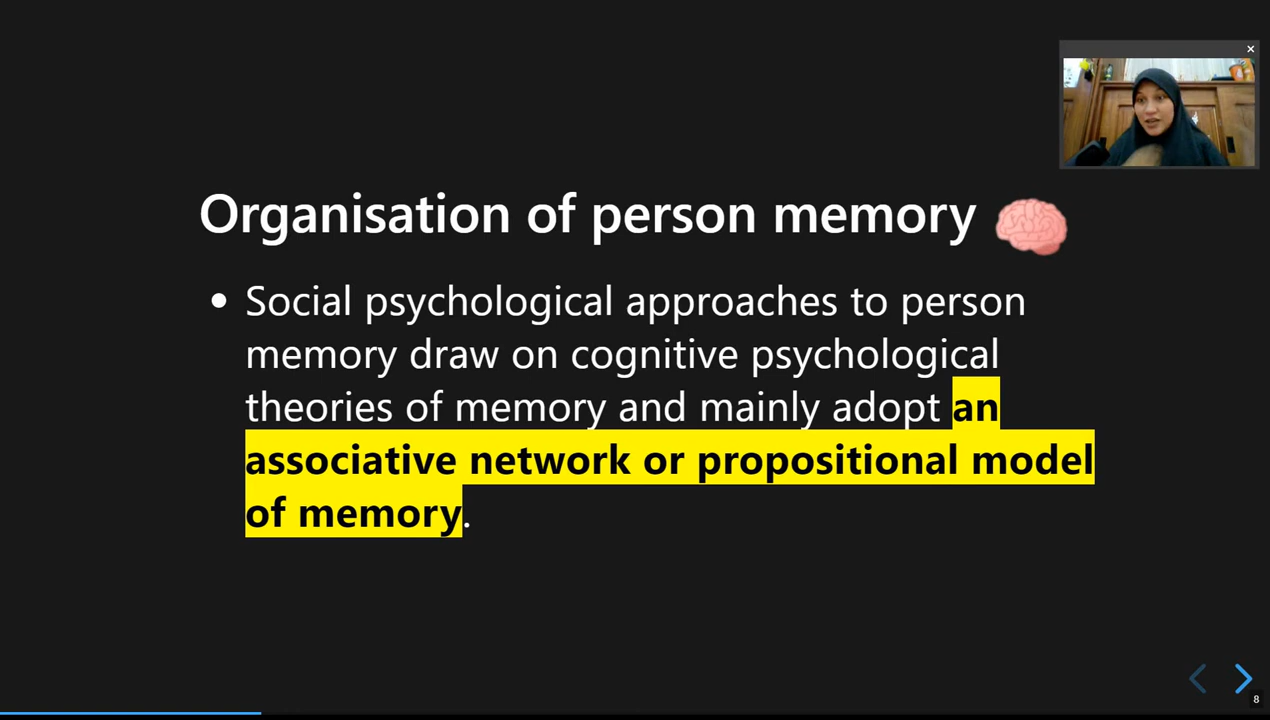 Organisation of person memory
• Social psychological approaches to person
memory draw on cognitive psychological
theories of memory and mainly adopt an
associative network or propositional model
of memory.
8